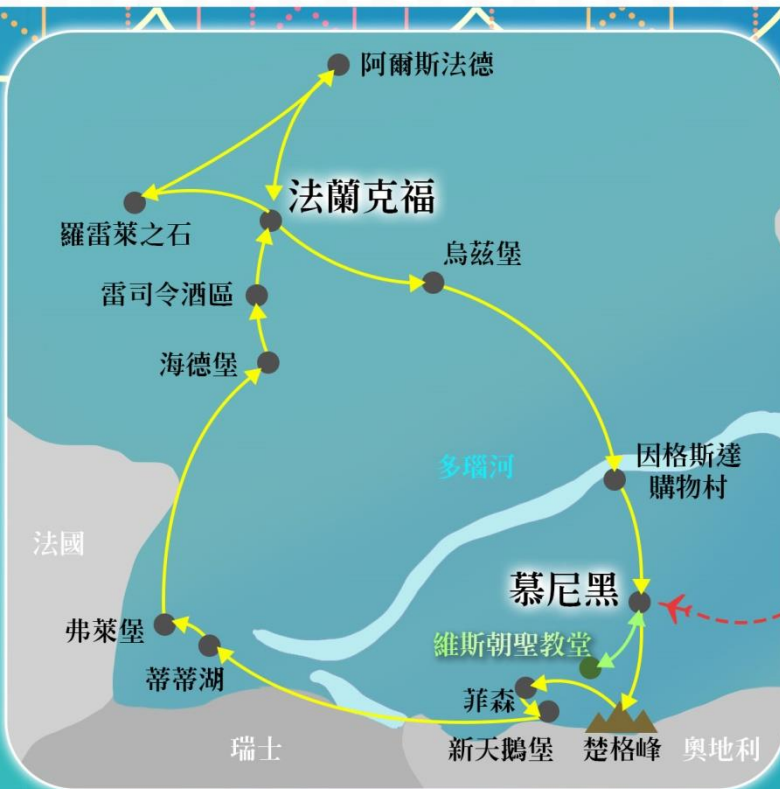 阿爾斯法德
法蘭克福
羅雷萊之石
烏茲堡
雷司令酒區
海德堡
多瑙河
因格斯達
購物村
法國
慕尼黑
弗萊堡
維斯朝聖教堂
蒂蒂湖
菲森
瑞士
新天鵝堡
楚格峰
奧地利